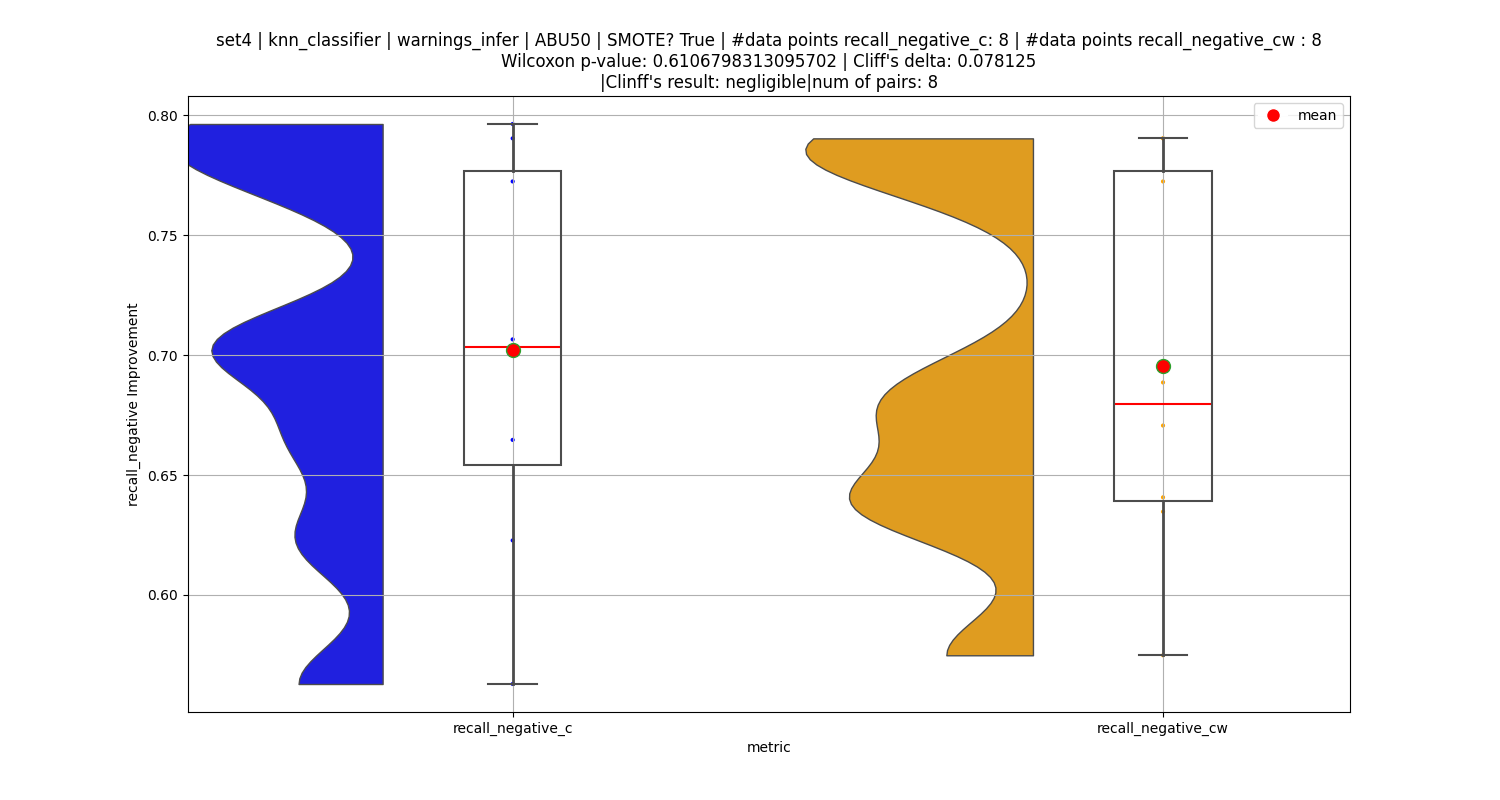 set4 | knn_classifier | warnings_infer | ABU50 | SMOTE? True | #data points recall_negative_c: 8 | #data points recall_negative_cw : 8
Wilcoxon p-value: 0.6106798313095702 | Cliff's delta: 0.078125
|Clinff's result: negligible|num of pairs: 8
mean
0.80
0.75
0.70
0.65
0.60
recall_negative Improvement
recall_negative_c
recall_negative_cw
metric